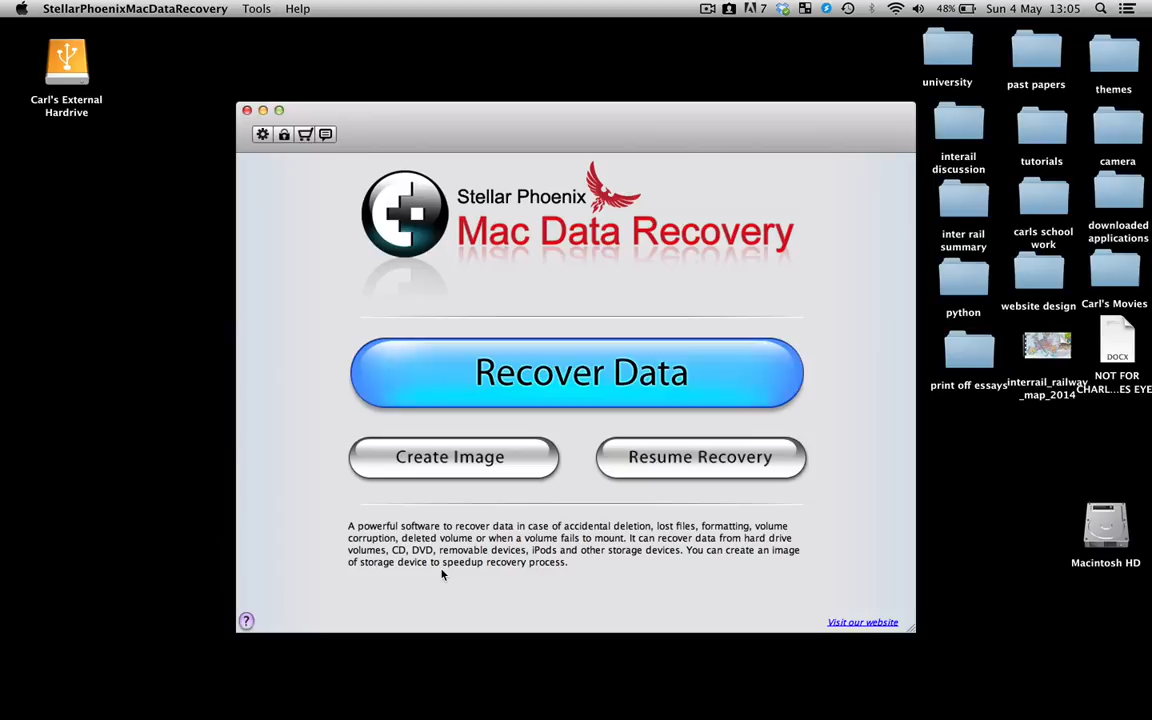 StellarPhoenixMacDataRecovery Tools Help 7 48% Sun 4 May 13:05
Carl's External
Hardrive
university
past papers
themes
interail
discussion
tutorials
camera
inter rail
summary
carls school
work
downloaded
applications
python
website design
Carl's Movies
print off essays
interrail_railway
_map_2014
DOCX
NOT FOR
CHARL...ES EYE
Macintosh HD
Stellar Phoenix
Mac Data Recovery
Recover Data
Create Image
Resume Recovery
A powerful software to recover data in case of accidental deletion, lost files, formatting, volume
corruption, deleted volume or when a volume fails to mount. It can recover data from hard drive
volumes, CD, DVD, removable devices, iPods and other storage devices. You can create an image
of storage device to speedup recovery process.
?
Visit our website